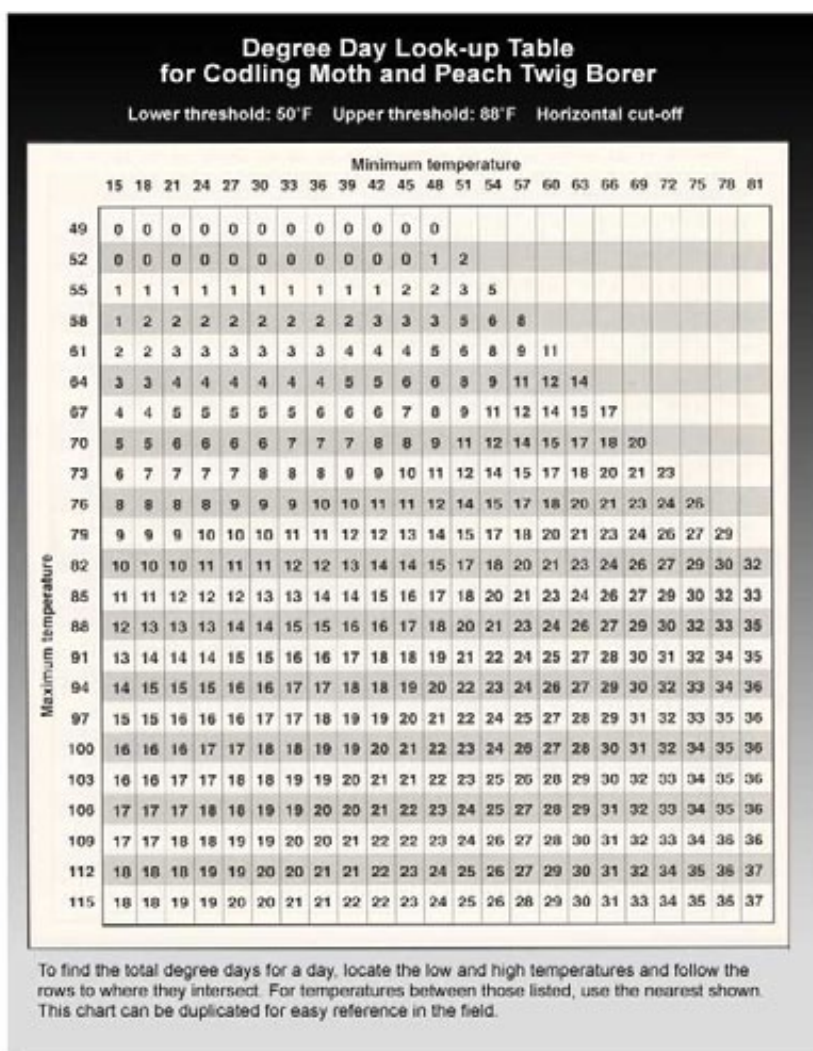 Degree Day Look-up Table
for Codling Moth and Peach Twig Borer
Lower threshold: 50°F Upper threshold: 88°F Horizontal cut-off
Minimum temperature
15 18 21 24 27 30 33 36 39 42 45 48 51 54 57 60 63 66 69 72 75 78 81
Maximum temperature
49 0 0 0 0 0 0 0 0 0 0 0 0
52 0 0 0 0 0 0 0 0 0 0 0 1 2
55 1 1 1 1 1 1 1 1 1 1 2 2 3 5
58 1 2 2 2 2 2 2 2 2 3 3 3 5 6 8
61 2 2 3 3 3 3 3 3 4 4 4 5 6 8 9 11
64 3 3 4 4 4 4 4 4 5 5 6 6 8 9 11 12 14
67 4 4 5 5 5 5 5 6 6 6 7 8 9 11 12 14 15 17
70 5 5 6 6 6 6 7 7 7 8 8 9 11 12 14 15 17 18 20
73 6 7 7 7 7 8 8 8 9 9 10 11 12 14 15 17 18 20 21 23
76 8 8 8 8 9 9 9 10 10 11 11 12 14 15 17 18 20 21 23 24 26
79 9 9 9 10 10 10 11 11 12 12 13 14 15 17 18 20 21 23 24 26 27 29
82 10 10 10 11 11 11 12 12 13 14 14 15 17 18 20 21 23 24 26 27 29 30 32
85 11 11 12 12 12 13 13 14 14 15 16 17 18 20 21 23 24 26 27 29 30 32 33
88 12 13 13 13 14 14 15 15 16 16 17 18 20 21 23 24 26 27 29 30 32 33 35
91 13 14 14 14 15 15 16 16 17 18 18 19 21 22 24 25 27 28 30 31 32 34 35
94 14 15 15 15 16 16 17 17 18 18 19 20 22 23 24 26 27 29 30 32 33 34 36
97 15 15 16 16 16 17 17 18 19 19 20 21 22 24 25 27 28 29 31 32 33 35 36
100 16 16 16 17 17 18 18 19 19 20 21 22 23 24 26 27 28 30 31 32 34 35 36
103 16 16 17 17 18 18 19 19 20 21 21 22 23 25 26 28 29 30 32 33 34 35 36
106 17 17 17 18 18 19 19 20 20 21 22 23 24 25 27 28 29 31 32 33 34 35 36
109 17 17 18 18 19 19 20 20 21 22 22 23 24 26 27 28 30 31 32 33 34 36 36
112 18 18 18 19 19 20 20 21 21 22 23 24 25 26 27 29 30 31 32 34 35 36 37
115 18 18 19 19 20 20 21 21 22 22 23 24 25 26 28 29 30 31 33 34 35 36 37
To find the total degree days for a day, locate the low and high temperatures and follow the
rows to where they intersect. For temperatures between those listed, use the nearest shown.
This chart can be duplicated for easy reference in the field.